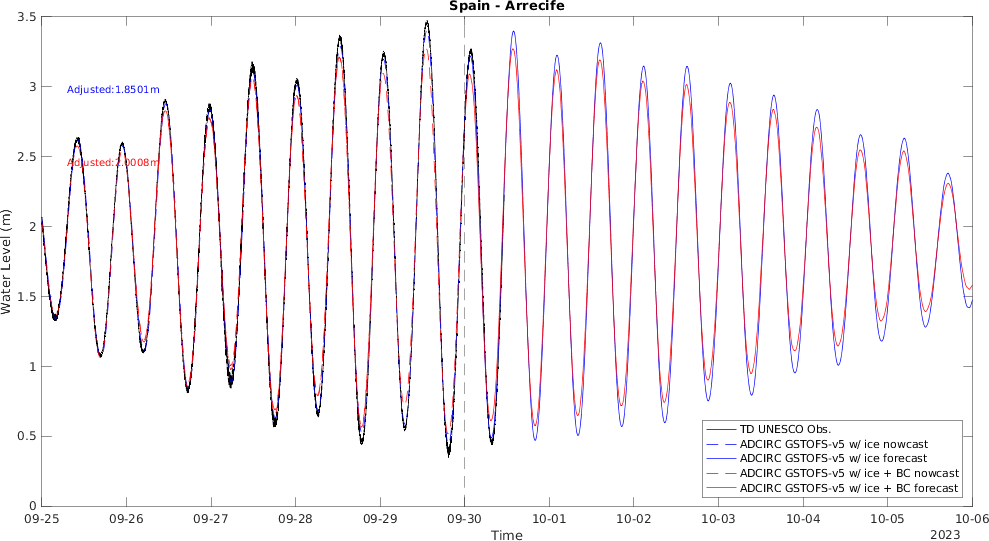 Spain - Arrecife
3.5
3
2.5
2
1.5
1
0.5
0
Water Level (m)
Adjusted:1.8501m
Adjusted:2.0008m
TD UNESCO Obs.
ADCIRC GSTOFS-v5 w/ ice nowcast
ADCIRC GSTOFS-v5 w/ ice forecast
ADCIRC GSTOFS-v5 w/ ice + BC nowcast
ADCIRC GSTOFS-v5 w/ ice + BC forecast
09-25 09-26 09-27 09-28 09-29 09-30 10-01 10-02 10-03 10-04 10-05 10-06
Time
2023